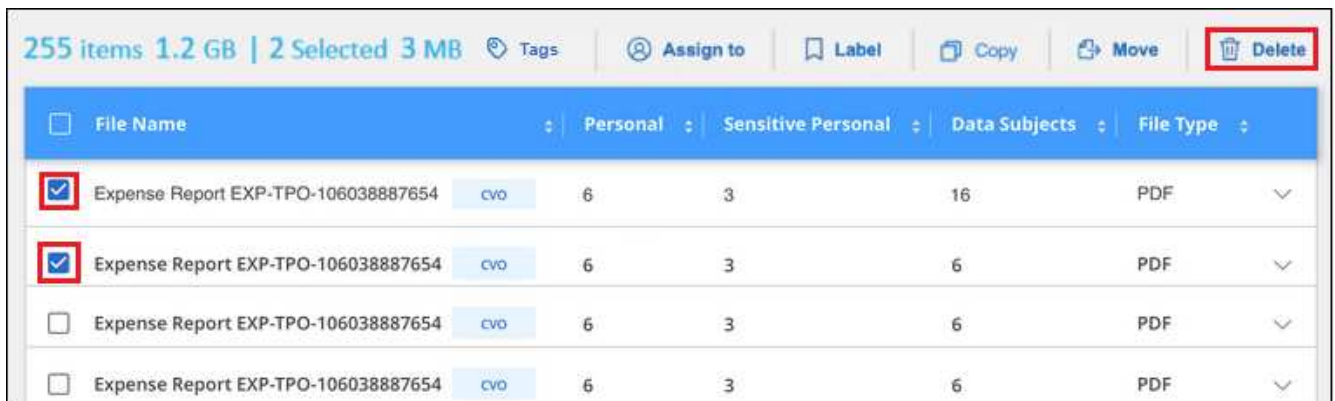 255 items 1.2 GB | 2 Selected 3 MB Tags Assign to Label Copy Move Delete
File Name Personal Sensitive Personal Data Subjects File Type
Expense Report EXP-TPO-106038887654 CVO 6 3 16 PDF
Expense Report EXP-TPO-106038887654 CVO 6 3 6 PDF
Expense Report EXP-TPO-106038887654 CVO 6 3 6 PDF
Expense Report EXP-TPO-106038887654 CVO 6 3 6 PDF